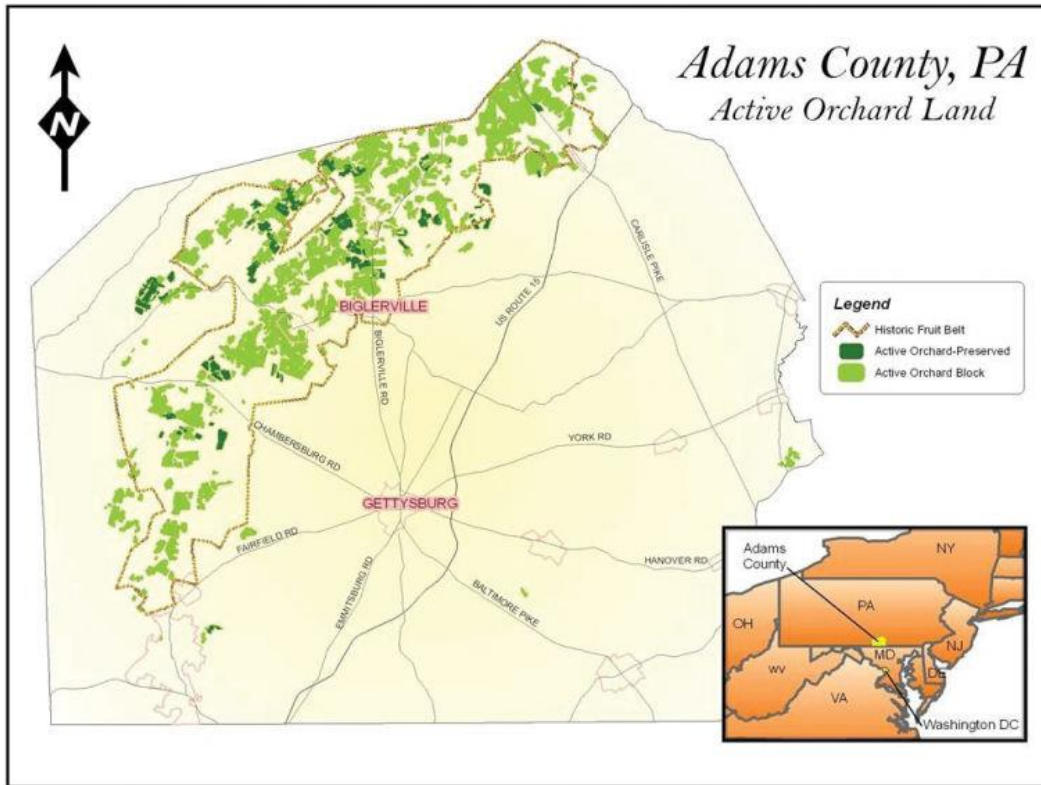 Adams County, PA
Active Orchard Land
N
CARLISLE PIKE
US ROUTE 15
BIGLERVILLE
BIGLERVILLE RD
Legend
Historic Fruit Belt
Active Orchard-Preserved
Active Orchard Block
CHAMBERSBURG RD
YORK RD
GETTYSBURG
FAIRFIELD RD
EMMITSBURG RD
BALTIMORE PIKE
HANOVER RD
Adams
County
NY
PA
OH
NJ
MD
WV
DE
VA
Washington DC